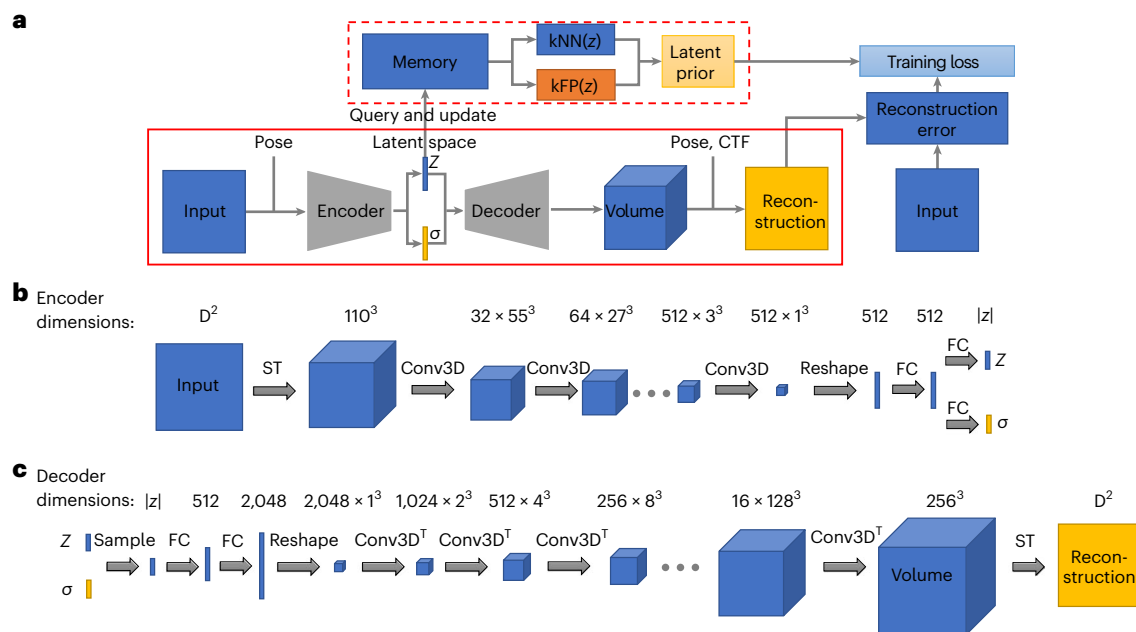 a
Memory
kNN(z)
kFP(z)
Latent
prior
Training loss
Reconstruction
error
Input
Query and update
Latent space
Pose
Input
Encoder
Z
σ
Decoder
Volume
Pose, CTF
Recon-
struction
b
Encoder
dimensions:
D² 110³ 32 × 55³ 64 × 27³ 512 × 3³ 512 × 1³ 512 512 |z|
Input ST Conv3D Conv3D Conv3D Reshape FC FC Z
FC σ
c
Decoder
dimensions: |z| 512 2,048 2,048 × 1³ 1,024 × 2³ 512 × 4³ 256 × 8³ 16 × 128³ 256³ D²
Z Sample FC FC Reshape Conv3Dᵀ Conv3Dᵀ Conv3Dᵀ Conv3Dᵀ ST
σ
Volume
Recon-
struction